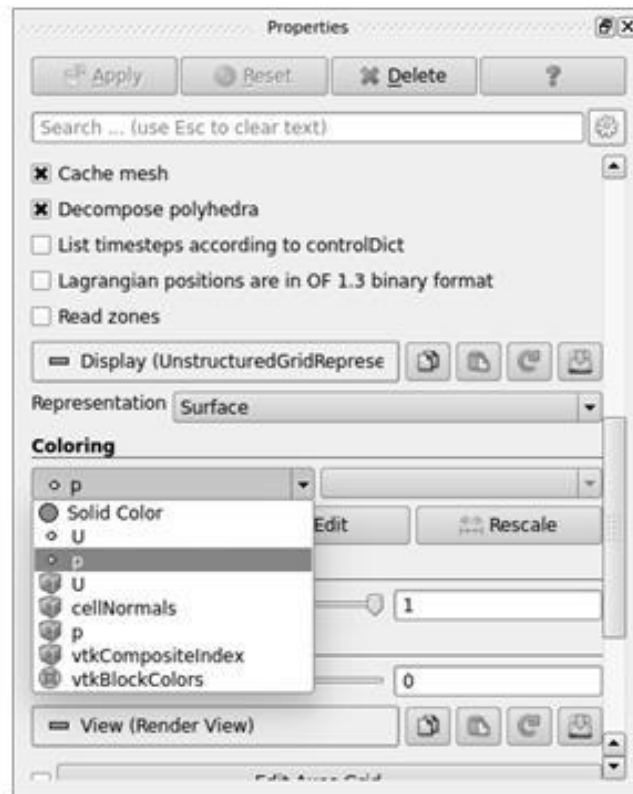 Properties
Apply Reset Delete ?
Search ... (use Esc to clear text)
Cache mesh
Decompose polyhedra
List timesteps according to controlDict
Lagrangian positions are in OF 1.3 binary format
Read zones
Display (UnstructuredGridReprese
Representation Surface
Coloring
p
Solid Color
U
Edit Rescale
p
U
cellNormals
1
p
vtkCompositeIndex
vtkBlockColors
0
View (Render View)